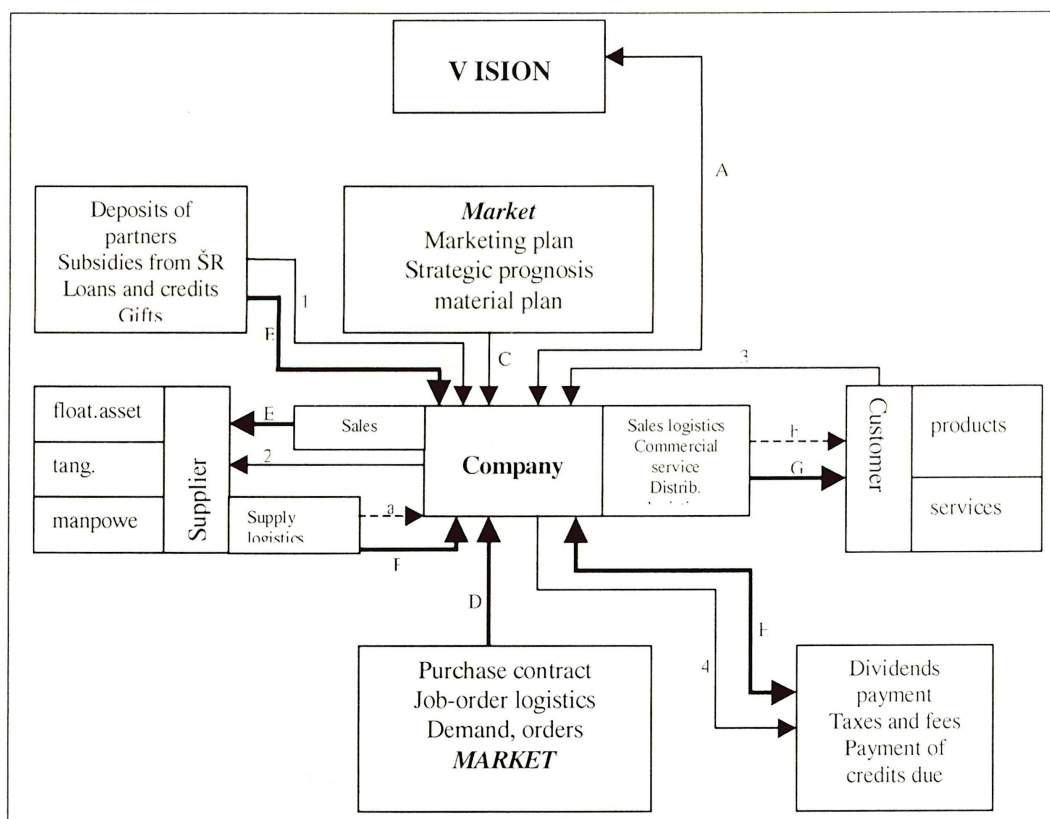 V ISION
A
Deposits of
partners
Subsidies from ŠR
Loans and credits
Gifts
1
Market
Marketing plan
Strategic prognosis
material plan
C
3
float.asset
tang.
manpowe
Supplier
E
Sales
2
Supply
logistics
a
Company
Sales logistics
Commercial
service
Distrib.
G
Customer
products
services
D
4
Purchase contract
Job-order logistics
Demand, orders
MARKET
Dividends
payment
Taxes and fees
Payment of
credits due